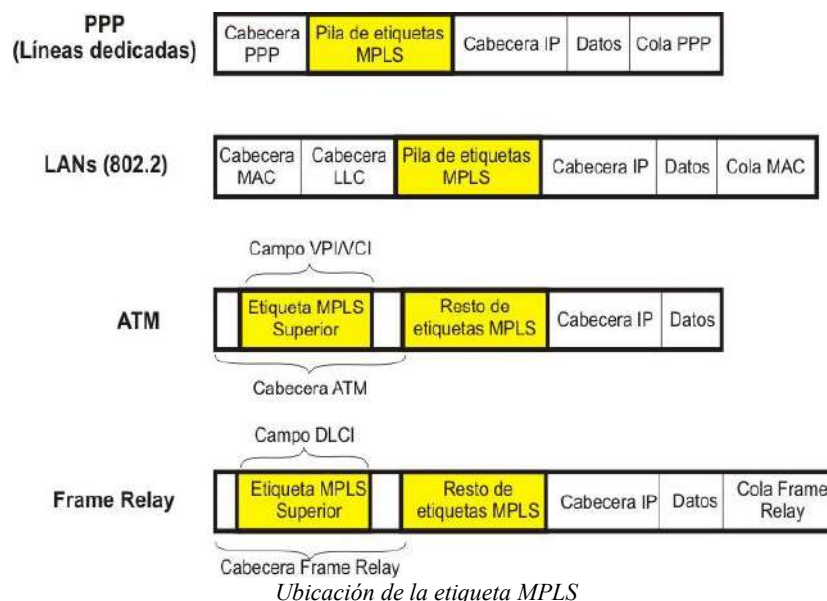 PPP
(Líneas dedicadas)
Cabecera
PPP
Pila de etiquetas
MPLS
Cabecera IP
Datos
Cola PPP
LANs (802.2)
Cabecera
MAC
Cabecera
LLC
Pila de etiquetas
MPLS
Cabecera IP
Datos
Cola MAC
Campo VPI/VCI
ATM
Etiqueta MPLS
Superior
Resto de
etiquetas MPLS
Cabecera IP
Datos
Cabecera ATM
Campo DLCI
Frame Relay
Etiqueta MPLS
Superior
Resto de
etiquetas MPLS
Cabecera IP
Datos
Cola Frame
Relay
Cabecera Frame Relay
Ubicación de la etiqueta MPLS